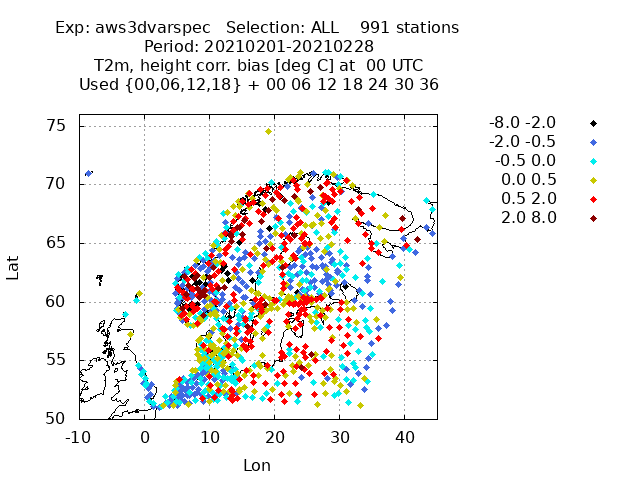 Exp: aws3dvarspec   Selection: ALL    991 stations
Period: 20210201-20210228
T2m, height corr. bias [deg C] at  00 UTC
Used {00,06,12,18} + 00 06 12 18 24 30 36
-8.0 -2.0
-2.0 -0.5
-0.5 0.0
0.0 0.5
0.5 2.0
2.0 8.0
75
70
65
60
55
50
Lat
-10 0 10 20 30 40
Lon